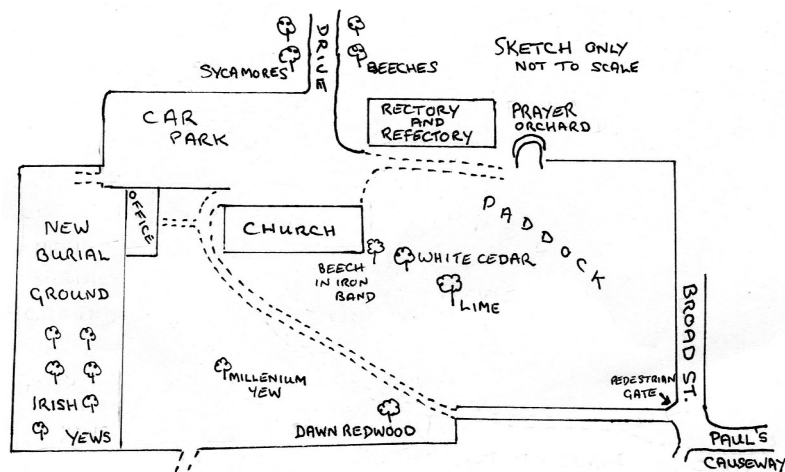 DRIVE
SYCAMORES
BEECHES
SKETCH ONLY
NOT TO SCALE
CAR
PARK
RECTORY
AND
REFECTORY
PRAYER
ORCHARD
OFFICE
NEW
BURIAL
GROUND
CHURCH
PADDOCK
BEECH
IN IRON
BAND
WHITE CEDAR
LIME
BROAD ST.
IRISH
YEWS
MILLENIUM
YEW
DAWN REDWOOD
PEDESTRIAN
GATE
PAUL'S
CAUSEWAY